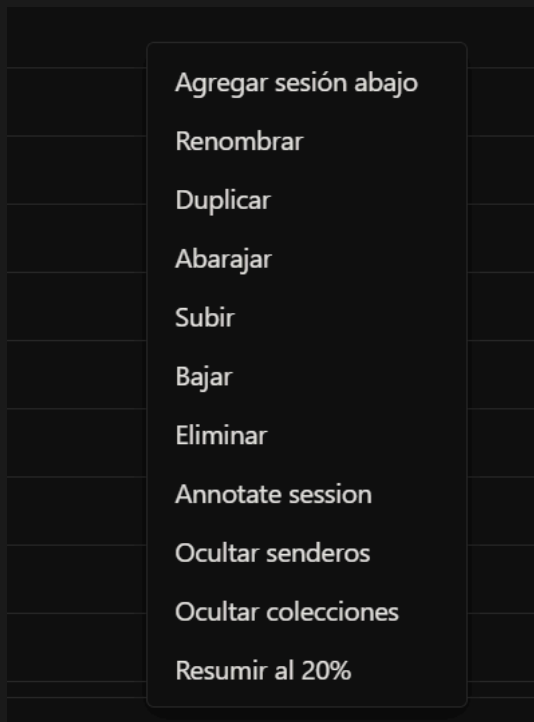 Agregar sesión abajo
Renombrar
Duplicar
Abarajar
Subir
Bajar
Eliminar
Annotate session
Ocultar senderos
Ocultar colecciones
Resumir al 20%